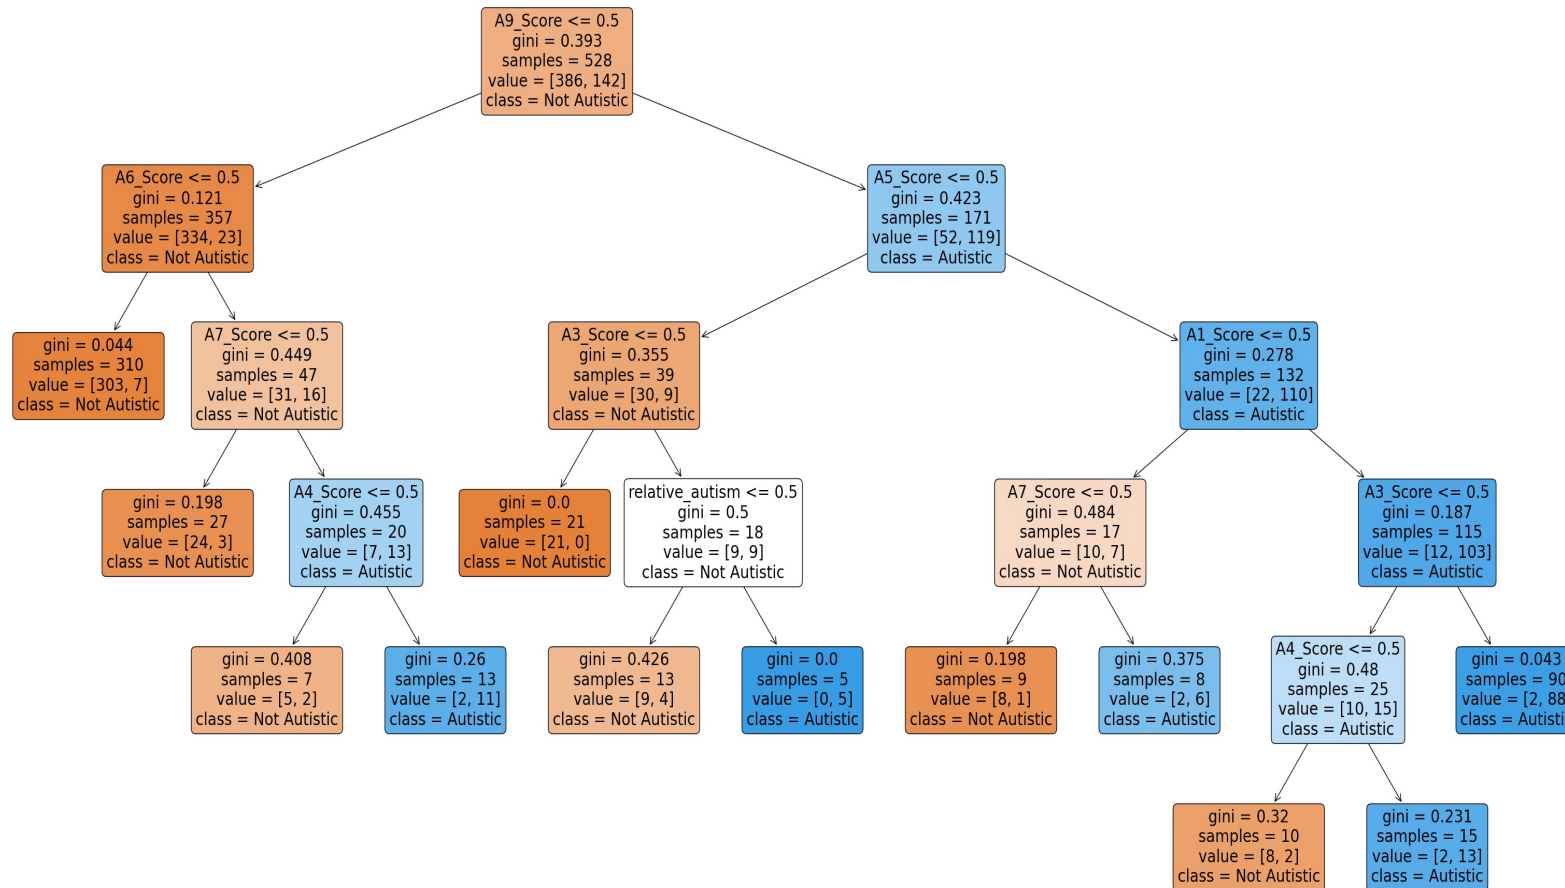 A9_Score <= 0.5
gini = 0.393
samples = 528
value = [386, 142]
class = Not Autistic
A6_Score <= 0.5
gini = 0.121
samples = 357
value = [334, 23]
class = Not Autistic
A5_Score <= 0.5
gini = 0.423
samples = 171
value = [52, 119]
class = Autistic
gini = 0.044
samples = 310
value = [303, 7]
class = Not Autistic
A7_Score <= 0.5
gini = 0.449
samples = 47
value = [31, 16]
class = Not Autistic
A3_Score <= 0.5
gini = 0.355
samples = 39
value = [30, 9]
class = Not Autistic
A1_Score <= 0.5
gini = 0.278
samples = 132
value = [22, 110]
class = Autistic
gini = 0.198
samples = 27
value = [24, 3]
class = Not Autistic
A4_Score <= 0.5
gini = 0.455
samples = 20
value = [7, 13]
class = Autistic
gini = 0.0
samples = 21
value = [21, 0]
class = Not Autistic
relative_autism <= 0.5
gini = 0.5
samples = 18
value = [9, 9]
class = Not Autistic
A7_Score <= 0.5
gini = 0.484
samples = 17
value = [10, 7]
class = Not Autistic
A3_Score <= 0.5
gini = 0.187
samples = 115
value = [12, 103]
class = Autistic
gini = 0.408
samples = 7
value = [5, 2]
class = Not Autistic
gini = 0.26
samples = 13
value = [2, 11]
class = Autistic
gini = 0.426
samples = 13
value = [9, 4]
class = Not Autistic
gini = 0.0
samples = 5
value = [0, 5]
class = Autistic
gini = 0.198
samples = 9
value = [8, 1]
class = Not Autistic
gini = 0.375
samples = 8
value = [2, 6]
class = Autistic
A4_Score <= 0.5
gini = 0.48
samples = 25
value = [10, 15]
class = Autistic
gini = 0.043
samples = 90
value = [2, 88
class =
gini = 0.32
samples = 10
value = [8, 2]
class = Not Autistic
gini = 0.231
samples = 15
value = [2, 13]
class = Autistic